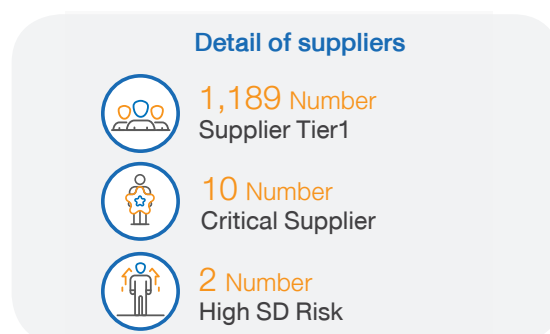 Detail of suppliers
1,189 Number
Supplier Tier1
10 Number
Critical Supplier
2 Number
High SD Risk